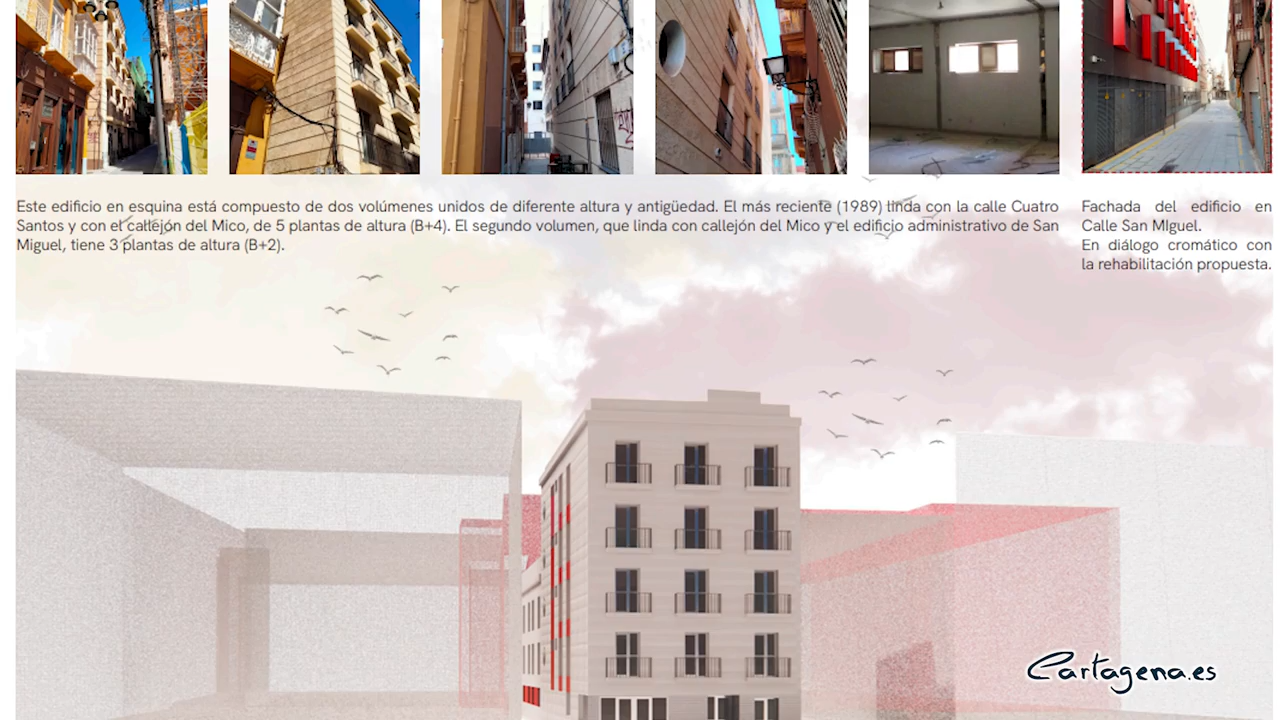 Este edificio en esquina está compuesto de dos volúmenes unidos de diferente altura y antigüedad. El más reciente (1989) linda con la calle Cuatro
Santos y con el callejón del Mico, de 5 plantas de altura (B+4). El segundo volumen, que linda con callejón del Mico y el edificio administrativo de San
Miguel, tiene 3 plantas de altura (B+2).
Fachada del edificio en
Calle San MIguel.
En diálogo cromático con
la rehabilitación propuesta.
Cartagena.es